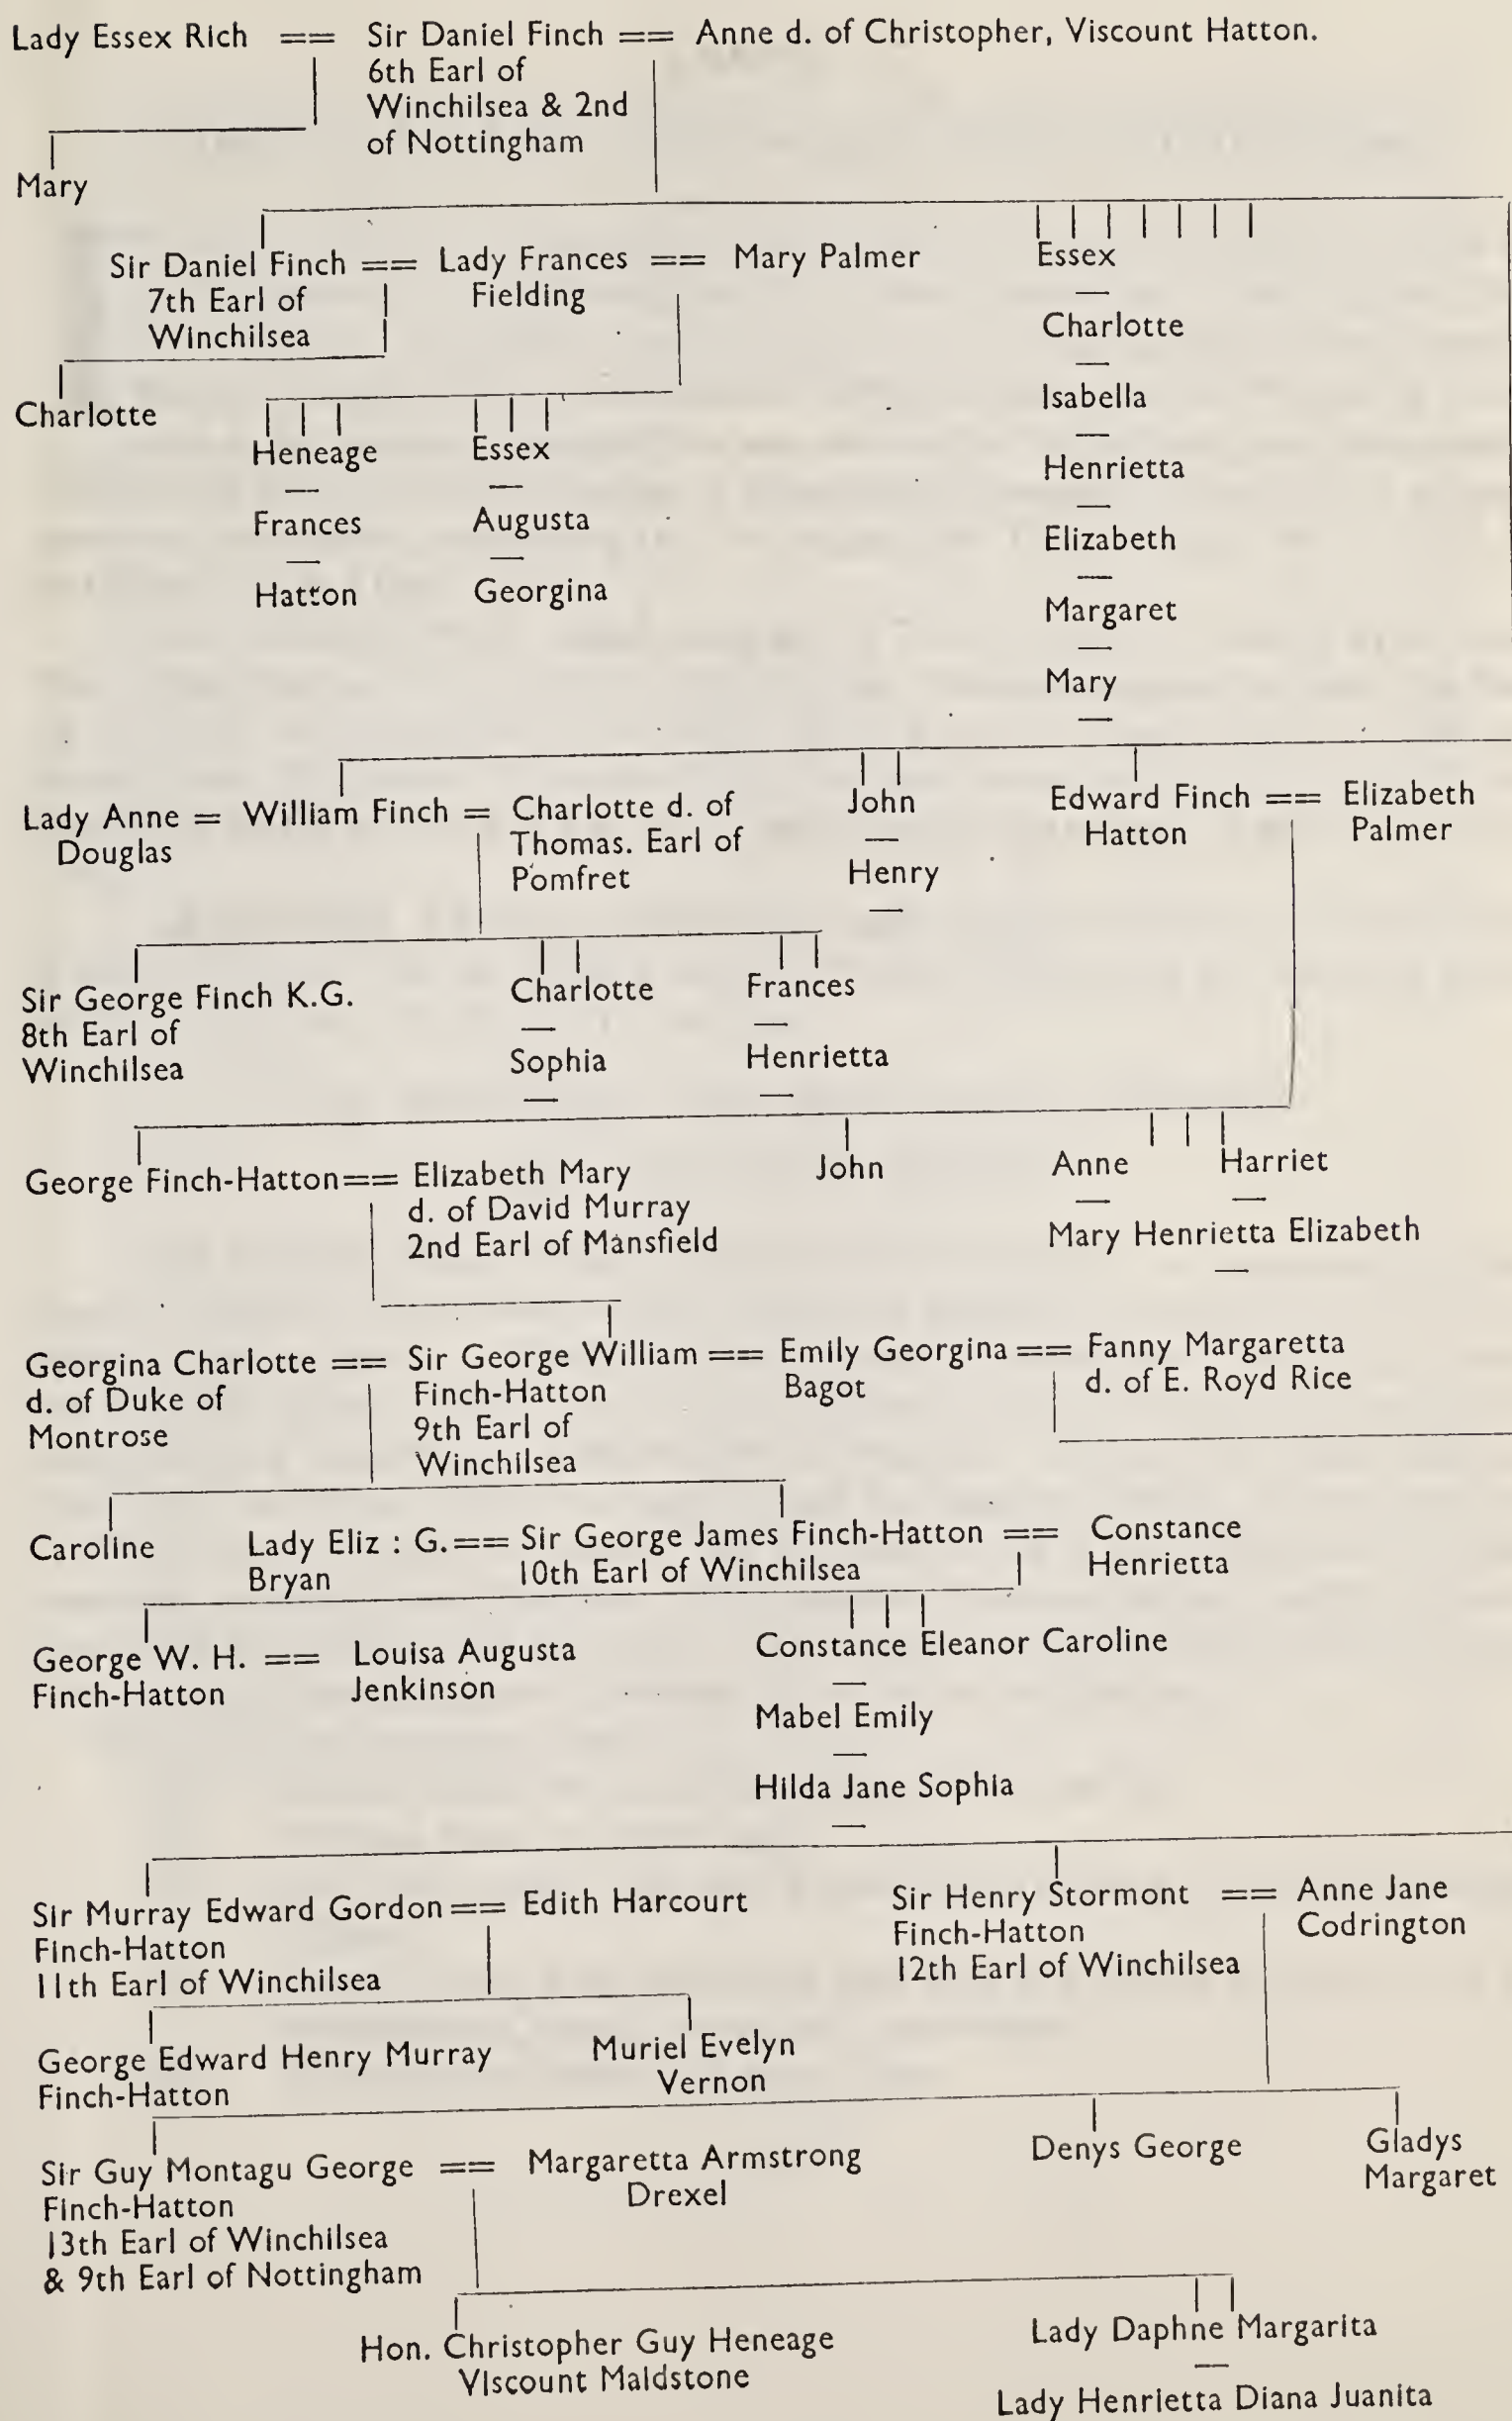 Lady Essex Rich == Sir Daniel Finch == Anne d. of Christopher, Viscount Hatton.
6th Earl of
Winchilsea & 2nd
of Nottingham
Mary
Sir Daniel Finch == Lady Frances == Mary Palmer
7th Earl of Fielding
Winchilsea
Charlotte
Heneage
—
Frances
—
Hatton
Essex
—
Augusta
—
Georgina
Essex
—
Charlotte
—
Isabella
—
Henrietta
—
Elizabeth
—
Margaret
—
Mary
—
Lady Anne = William Finch = Charlotte d. of
Douglas Thomas. Earl of
Pomfret
John
—
Henry
—
Edward Finch == Elizabeth
Hatton Palmer
Sir George Finch K.G.
8th Earl of
Winchilsea
Charlotte
—
Sophia
—
Frances
—
Henrietta
—
George Finch-Hatton == Elizabeth Mary
d. of David Murray
2nd Earl of Mansfield
John
Anne Harriet
— —
Mary Henrietta Elizabeth
—
Georgina Charlotte == Sir George William == Emily Georgina == Fanny Margaretta
d. of Duke of Finch-Hatton Bagot d. of E. Royd Rice
Montrose 9th Earl of
Winchilsea
Caroline
Lady Eliz : G. == Sir George James Finch-Hatton == Constance
Bryan 10th Earl of Winchilsea Henrietta
George W. H. == Louisa Augusta
Finch-Hatton Jenkinson
Constance Eleanor Caroline
—
Mabel Emily
—
Hilda Jane Sophia
—
Sir Murray Edward Gordon == Edith Harcourt
Finch-Hatton
11th Earl of Winchilsea
Sir Henry Stormont == Anne Jane
Finch-Hatton Codrington
12th Earl of Winchilsea
George Edward Henry Murray
Finch-Hatton
Muriel Evelyn
Vernon
Sir Guy Montagu George == Margaretta Armstrong
Finch-Hatton Drexel
13th Earl of Winchilsea
& 9th Earl of Nottingham
Denys George
Gladys
Margaret
Hon. Christopher Guy Heneage
Viscount Maidstone
Lady Daphne Margarita
—
Lady Henrietta Diana Juanita